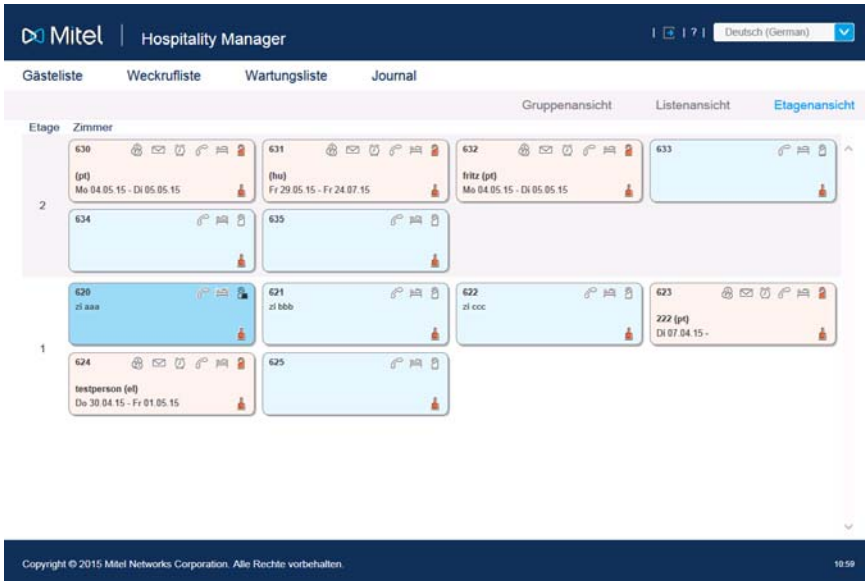 Mitel | Hospitality Manager | | ? | Deutsch (German)
Gästeliste Weckrufliste Wartungsliste Journal
Gruppenansicht Listenansicht Etagenansicht
Etage Zimmer
2
630
(pt)
Mo 04.05.15 - Di 05.05.15
631
(hu)
Fr 29.05.15 - Fr 24.07.15
632
fritz (pt)
Mo 04.05.15 - Di 05.05.15
633
634
635
1
620
zi aaa
621
zi bbb
622
zi ccc
623
222 (pt)
Di 07.04.15 -
624
testperson (el)
Do 30.04.15 - Fr 01.05.15
625
Copyright © 2015 Mitel Networks Corporation. Alle Rechte vorbehalten. 10:59